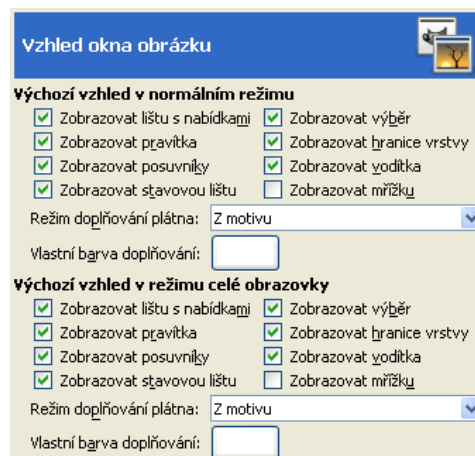 Vzhled okna obrázku
Výchozí vzhled v normálním režimu
Zobrazovat lištu s nabídkami Zobrazovat výběr
Zobrazovat pravítka Zobrazovat hranice vrstvy
Zobrazovat posuvníky Zobrazovat vodítka
Zobrazovat stavovou lištu Zobrazovat mřížku
Režim doplňování plátna: Z motivu
Vlastní barva doplňování:
Výchozí vzhled v režimu celé obrazovky
Zobrazovat lištu s nabídkami Zobrazovat výběr
Zobrazovat pravítka Zobrazovat hranice vrstvy
Zobrazovat posuvníky Zobrazovat vodítka
Zobrazovat stavovou lištu Zobrazovat mřížku
Režim doplňování plátna: Z motivu
Vlastní barva doplňování: